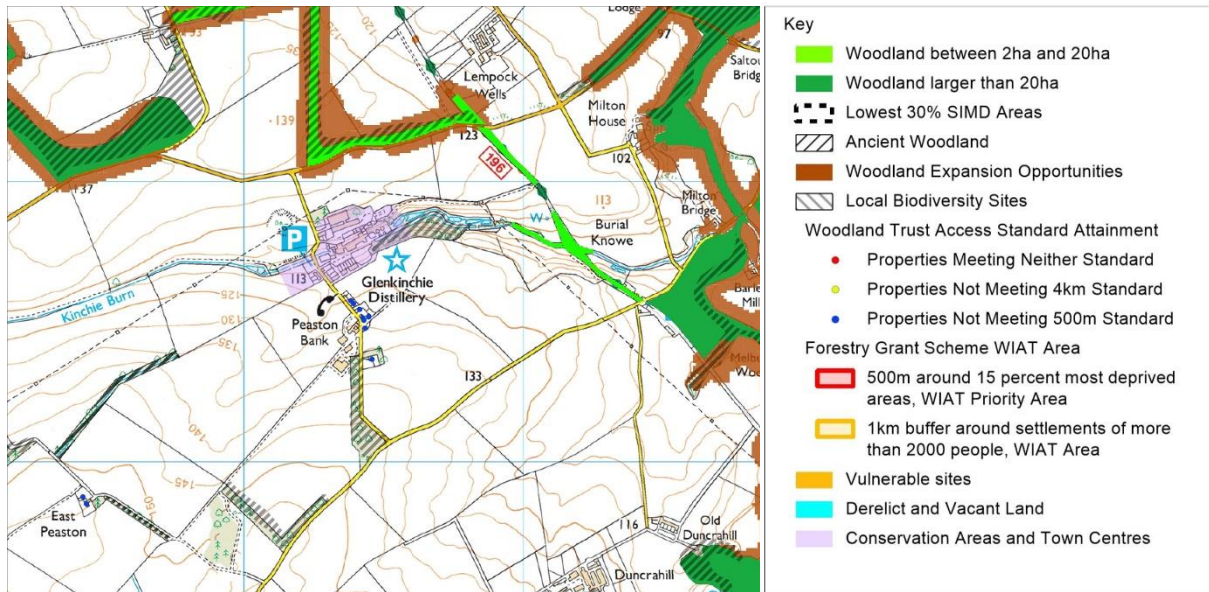 120
120
Lodge
97
135
Lempock
Wells
Saltou
Bridg
Milton
House
139
123
196
102
137
113
W
Burial
Knowe
Milton
Bridge
P
113
Glenkinchie
Distillery
Kinchie Burn
125
130
135
Peaston
Bank
133
140
145
150
East
Peaston
116
Old
Duncrahill
Duncrahill
Key
Woodland between 2ha and 20ha
Woodland larger than 20ha
Lowest 30% SIMD Areas
Ancient Woodland
Woodland Expansion Opportunities
Local Biodiversity Sites
Woodland Trust Access Standard Attainment
Properties Meeting Neither Standard
Properties Not Meeting 4km Standard
Properties Not Meeting 500m Standard
Forestry Grant Scheme WIAT Area
500m around 15 percent most deprived
areas, WIAT Priority Area
1km buffer around settlements of more
than 2000 people, WIAT Area
Vulnerable sites
Derelict and Vacant Land
Conservation Areas and Town Centres